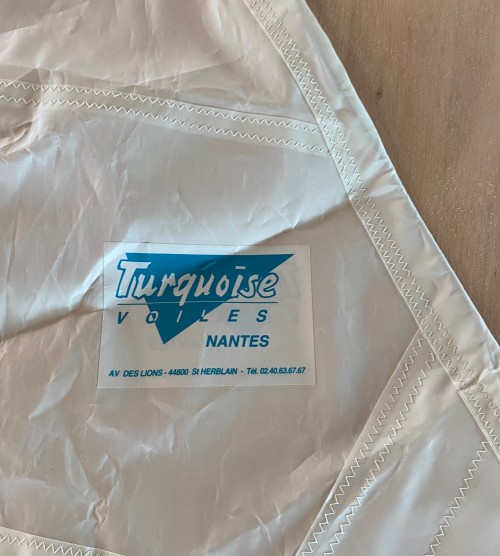 Turquoise
VOILES
NANTES
AV DES LIONS - 44800 St HERBLAIN - Tél. 02.40.63.67.67